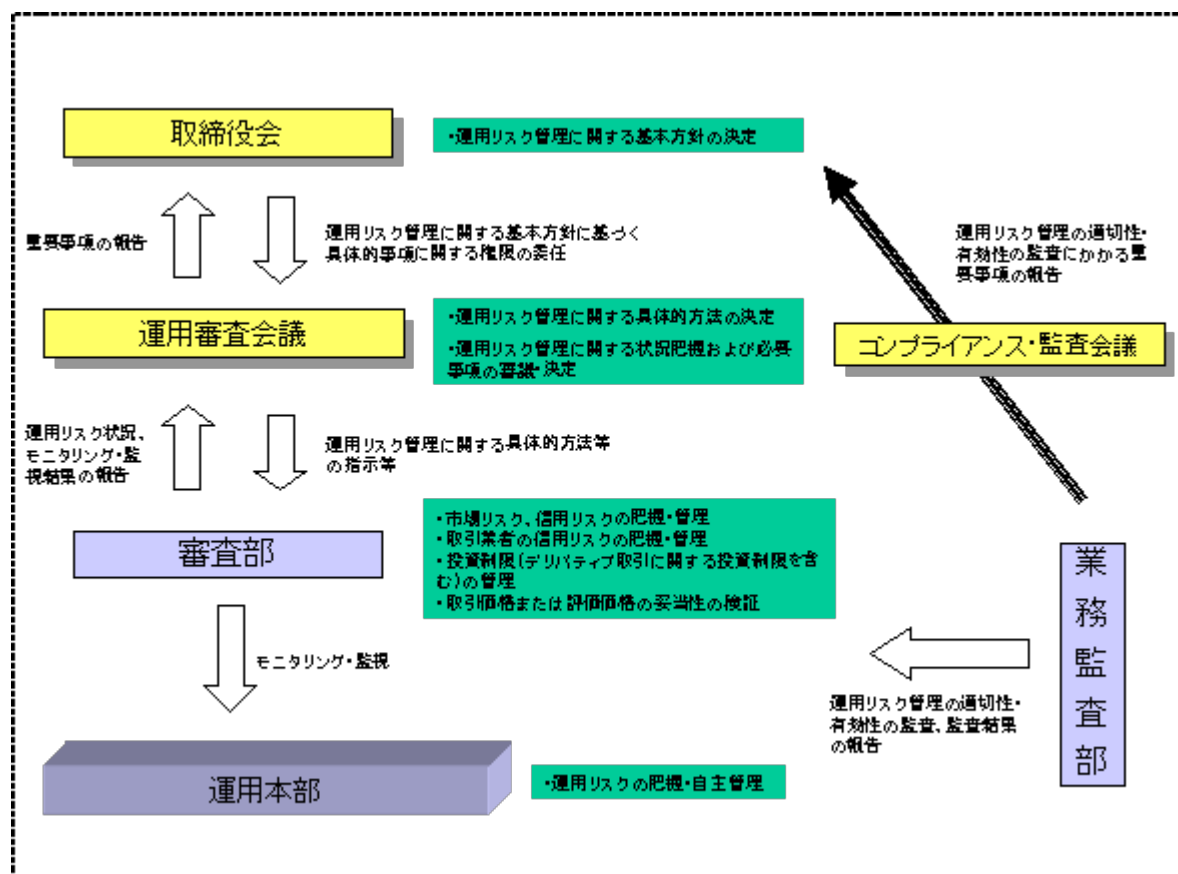 取締役会
・運用リスク管理に関する基本方針の決定
重要事項の報告
運用リスク管理に関する基本方針に基づく
具体的事項に関する権限の委任
運用リスク管理の適切性・
有効性の監査にかかる重
要事項の報告
運用審査会議
・運用リスク管理に関する具体的方法の決定
・運用リスク管理に関する状況把握および必要
事項の審議・決定
コンプライアンス・監査会議
運用リスク状況、
モニタリング・監
視結果の報告
運用リスク管理に関する具体的方法等
の指示等
審査部
・市場リスク、信用リスクの把握・管理
・取引業者の信用リスクの把握・管理
・投資制限(デリバティブ取引に関する投資制限を含
む)の管理
・取引価格または評価価格の妥当性の検証
業務監査部
モニタリング・監視
運用リスク管理の適切性・
有効性の監査、監査結果
の報告
運用本部
・運用リスクの把握・自主管理